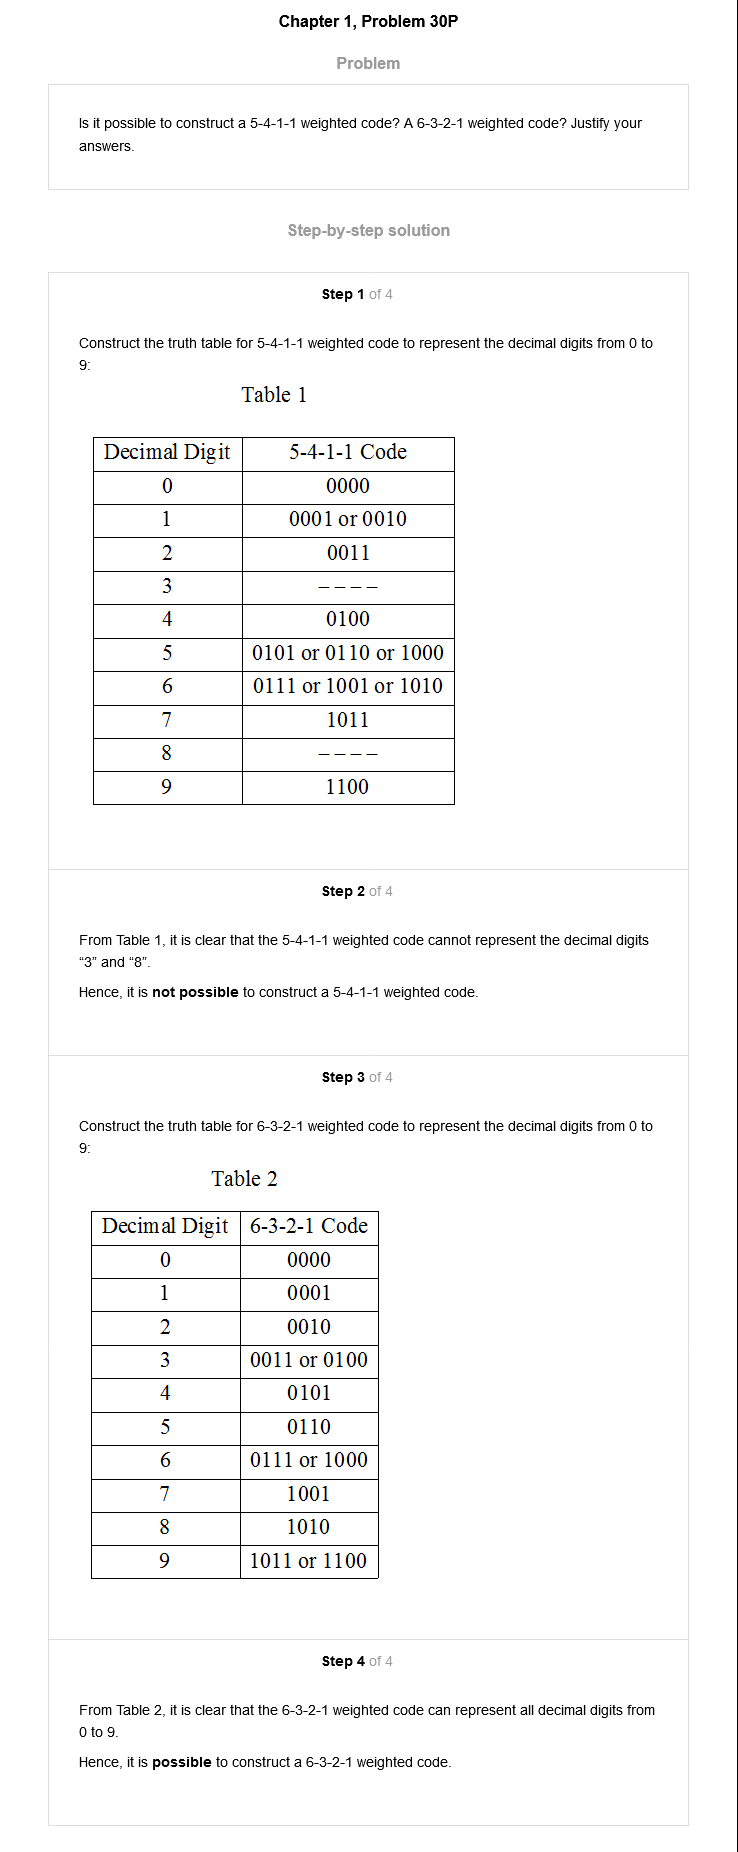 Chapter 1, Problem 30P
Problem
Is it possible to construct a 5-4-1-1 weighted code? A 6-3-2-1 weighted code? Justify your
answers.
Step-by-step solution
Step 1 of 4
Construct the truth table for 5-4-1-1 weighted code to represent the decimal digits from 0 to
9:
Table 1
Decimal Digit 5-4-1-1 Code
0 0000
1 0001 or 0010
2 0011
3 – – – –
4 0100
5 0101 or 0110 or 1000
6 0111 or 1001 or 1010
7 1011
8 – – – –
9 1100
Step 2 of 4
From Table 1, it is clear that the 5-4-1-1 weighted code cannot represent the decimal digits
“3” and “8”.
Hence, it is not possible to construct a 5-4-1-1 weighted code.
Step 3 of 4
Construct the truth table for 6-3-2-1 weighted code to represent the decimal digits from 0 to
9:
Table 2
Decimal Digit 6-3-2-1 Code
0 0000
1 0001
2 0010
3 0011 or 0100
4 0101
5 0110
6 0111 or 1000
7 1001
8 1010
9 1011 or 1100
Step 4 of 4
From Table 2, it is clear that the 6-3-2-1 weighted code can represent all decimal digits from
0 to 9.
Hence, it is possible to construct a 6-3-2-1 weighted code.